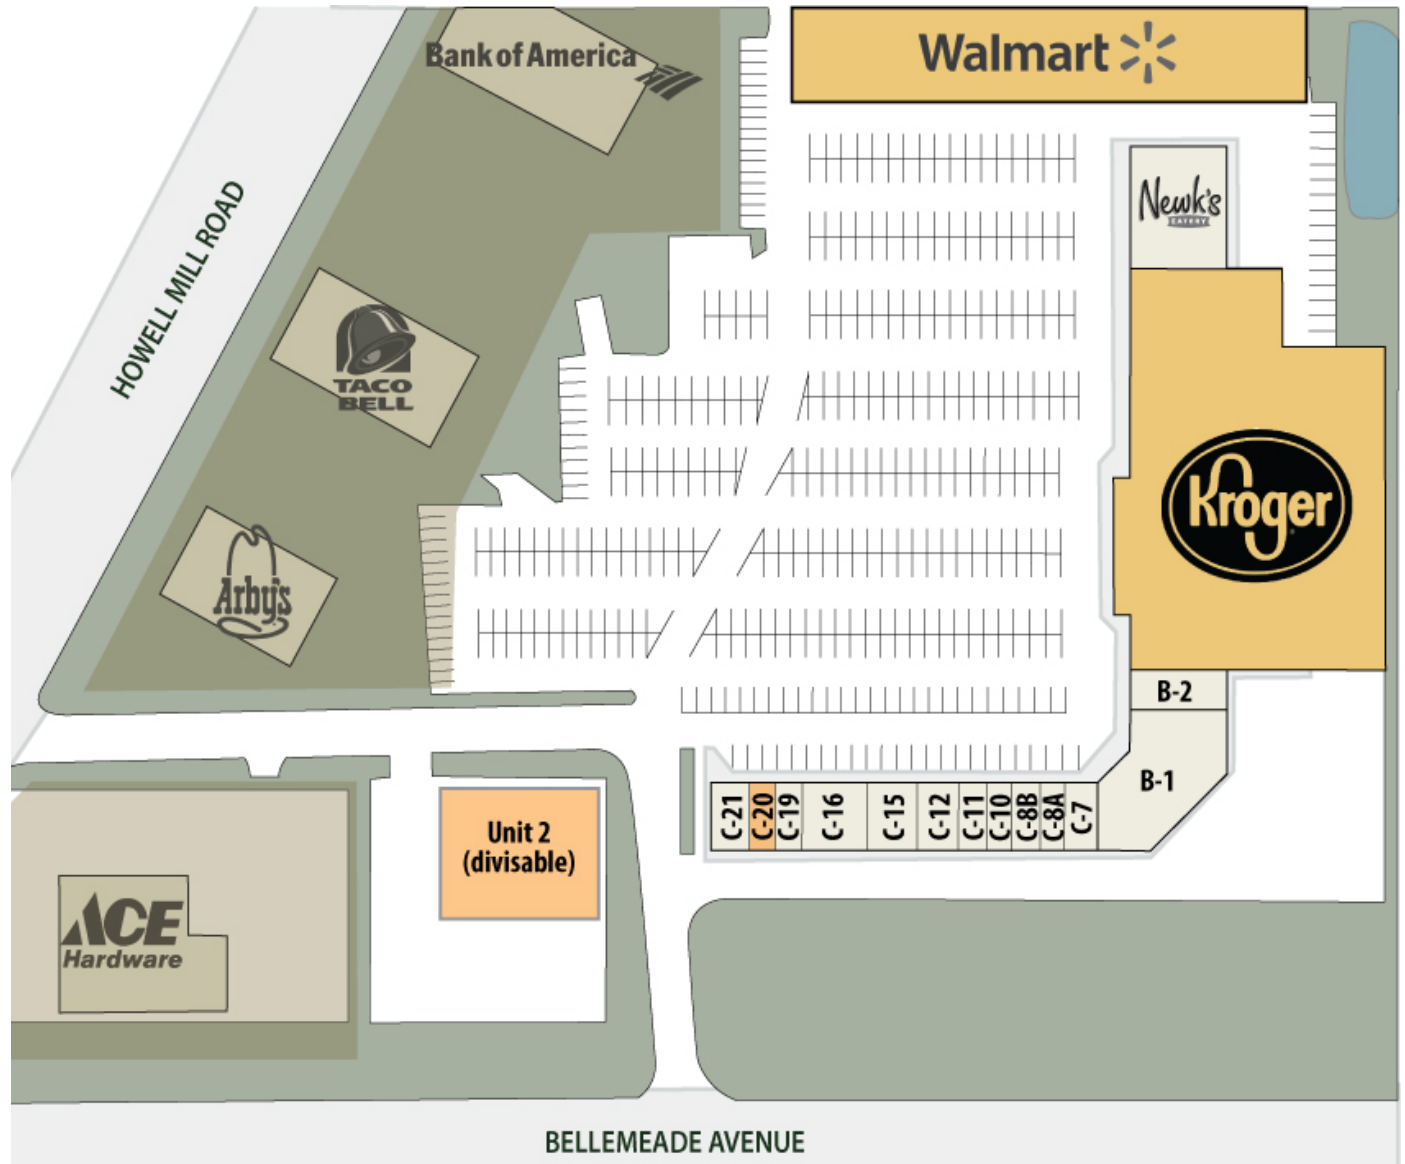 Bank of America
Walmart
HOWELL MILL ROAD
Newk's
EATERY
TACO
BELL
Kroger
Arby's
B-2
B-1
C-21
C-20
C-19
C-16
C-15
C-12
C-11
C-10
C-8B
C-8A
C-7
Unit 2
(divisable)
ACE
Hardware
BELLEMEADE AVENUE